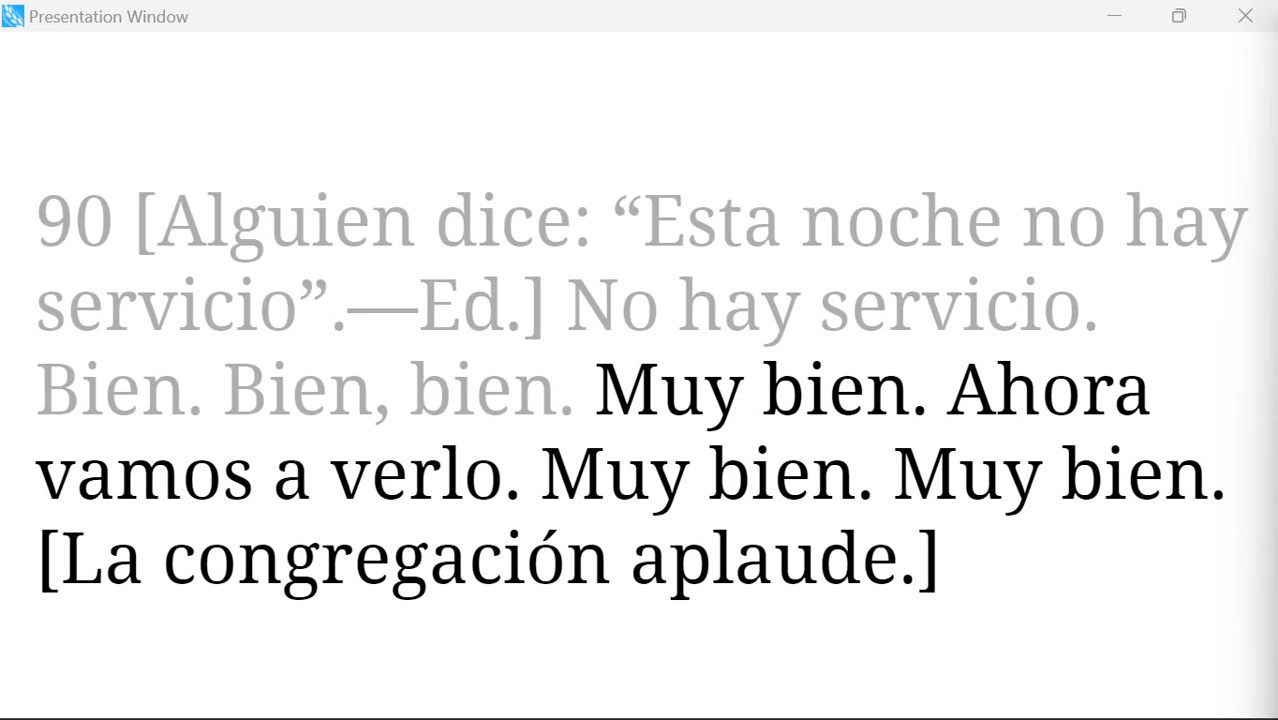 Presentation Window
90 [Alguien dice: “Esta noche no hay
servicio”.—Ed.] No hay servicio.
Bien. Bien, bien. Muy bien. Ahora
vamos a verlo. Muy bien. Muy bien.
[La congregación aplaude.]